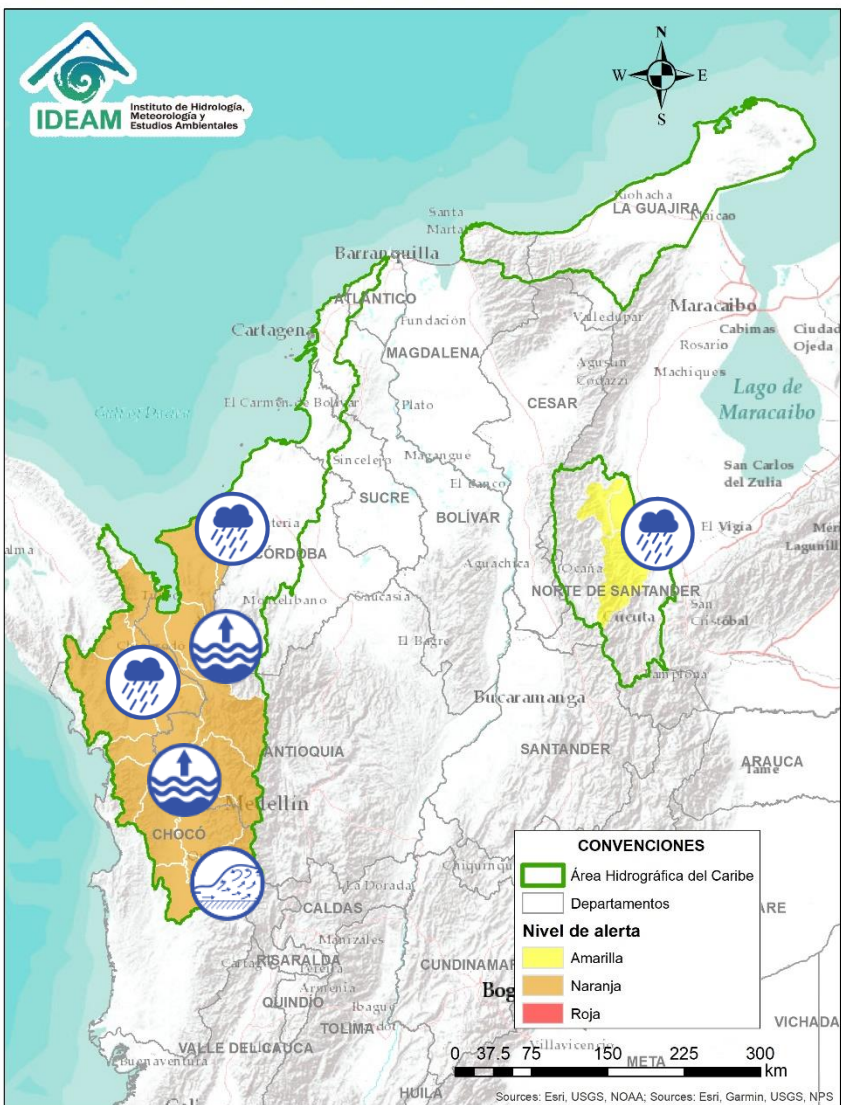 IDEAM
Instituto de Hidrología,
Meteorología y
Estudios Ambientales
N
W
E
S
Riohacha
LA GUAJIRA
Maicao
Santa
Marta
Barranquilla
ATLÁNTICO
Maracaibo
Cartagena
Fundación
Valledupar
Cabimas
Ciudad
Ojeda
Rosario
MAGDALENA
Machiques
Agustín
Codazzi
Lago de
Maracaibo
El Carmen de Bolívar
Plato
CESAR
Sincelejo
Magangue
San Carlos
del Zulia
El Banco
SUCRE
BOLÍVAR
El Vigía
CÓRDOBA
Aguachica
Ocaña
NORTE DE SANTANDER
Montelíbano
Caucasia
San
Cristóbal
Cucuta
El Bagre
Bucaramanga
ANTIOQUIA
SANTANDER
ARAUCA
Tame
Medellín
CHOCÓ
La Dorada
CALDAS
Manizales
RISARALDA
Pereira
Armenia
QUINDÍO
Ibague
TOLIMA
VALLE DEL CAUCA
Buenaventura
HUILA
Villavicencio
META
VICHADA
CONVENCIONES
Área Hidrográfica del Caribe
Departamentos
Nivel de alerta
Amarilla
Naranja
Roja
0 37.5 75 150 225 300
km
Sources: Esri, USGS, NOAA; Sources: Esri, Garmin, USGS, NPS